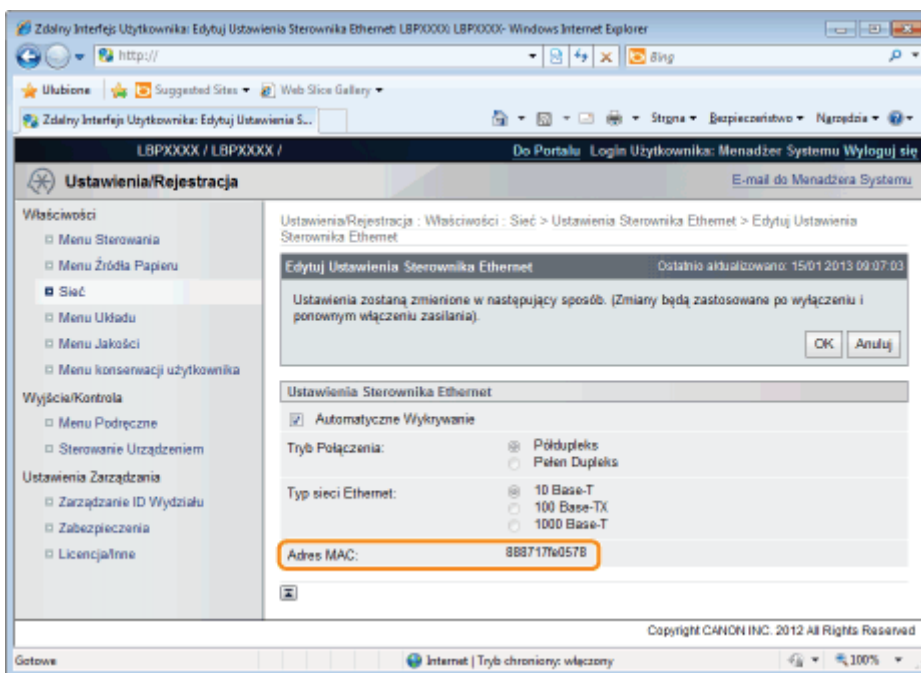 Zdalny Interfejs Użytkownika: Edytuj Ustawienia Sterownika Ethernet: LBPXXXX: LBPXXXX- Windows Internet Explorer
http://
Bing
Ulubione Suggested Sites Web Slice Gallery
Zdalny Interfejs Użytkownika: Edytuj Ustawienia S...
Strona Bezpieczeństwo Narzędzia
LBPXXXX / LBPXXXX /
Do Portalu Login Użytkownika: Menadżer Systemu Wyloguj się
Ustawienia/Rejestracja
E-mail do Menadżera Systemu
Właściwości
Menu Sterowania
Menu Źródła Papieru
Sieć
Menu Układu
Menu Jakości
Menu konserwacji użytkownika
Wyjście/Kontrola
Menu Podręczne
Sterowanie Urządzeniem
Ustawienia Zarządzania
Zarządzanie ID Wydziału
Zabezpieczenia
Licencja/Inne
Ustawienia/Rejestracja : Właściwości : Sieć > Ustawienia Sterownika Ethernet > Edytuj Ustawienia
Sterownika Ethernet
Edytuj Ustawienia Sterownika Ethernet
Ostatnio aktualizowano: 15/01 2013 09:07:03
Ustawienia zostaną zmienione w następujący sposób. (Zmiany będą zastosowane po wyłączeniu i
ponownym włączeniu zasilania).
OK Anuluj
Ustawienia Sterownika Ethernet
Automatyczne Wykrywanie
Tryb Połączenia:
Półdupleks
Pełen Dupleks
Typ sieci Ethernet:
10 Base-T
100 Base-TX
1000 Base-T
Adres MAC: 888717fe0578
Copyright CANON INC. 2012 All Rights Reserved
Gotowe
Internet | Tryb chroniony: włączony
100%